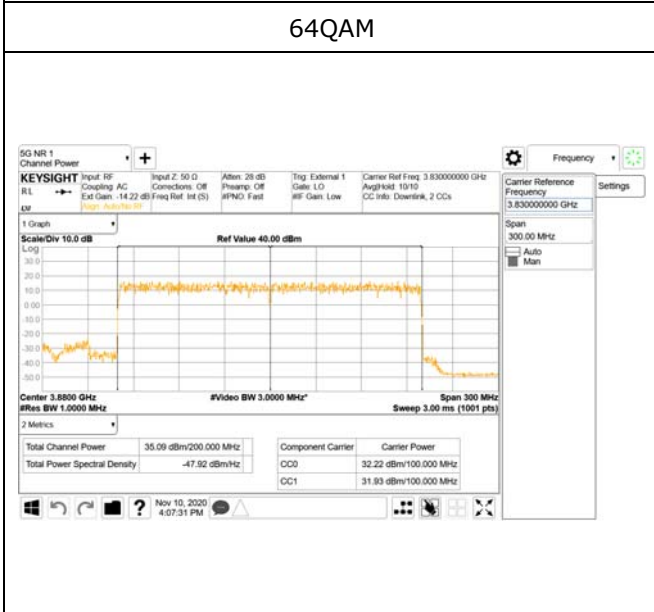 64QAM
5G NR 1
Channel Power
+
Frequency
KEYSIGHT
RL
Input: RF
Coupling: AC
Ext Gain: -14.22 dB
Align: Auto/No RF
Input Z: 50 Ω
Corrections: Off
Freq Ref: Int (S)
Atten: 28 dB
Preamp: Off
#PNO: Fast
Trig: External 1
Gate: LO
#IF Gain: Low
Carrier Ref Freq: 3.830000000 GHz
Avg|Hold: 10/10
CC Info: Downlink, 2 CCs
Carrier Reference
Frequency
3.830000000 GHz
Settings
Span
300.00 MHz
Auto
Man
1 Graph
Scale/Div 10.0 dB
Ref Value 40.00 dBm
Log
30.0
20.0
10.0
0.00
-10.0
-20.0
-30.0
-40.0
-50.0
Center 3.8800 GHz
#Video BW 3.0000 MHz*
Span 300 MHz
#Res BW 1.0000 MHz
Sweep 3.00 ms (1001 pts)
2 Metrics
Total Channel Power 35.09 dBm/200.000 MHz
Total Power Spectral Density -47.92 dBm/Hz
Component Carrier Carrier Power
CC0 32.22 dBm/100.000 MHz
CC1 31.93 dBm/100.000 MHz
?
Nov 10, 2020
4:07:31 PM